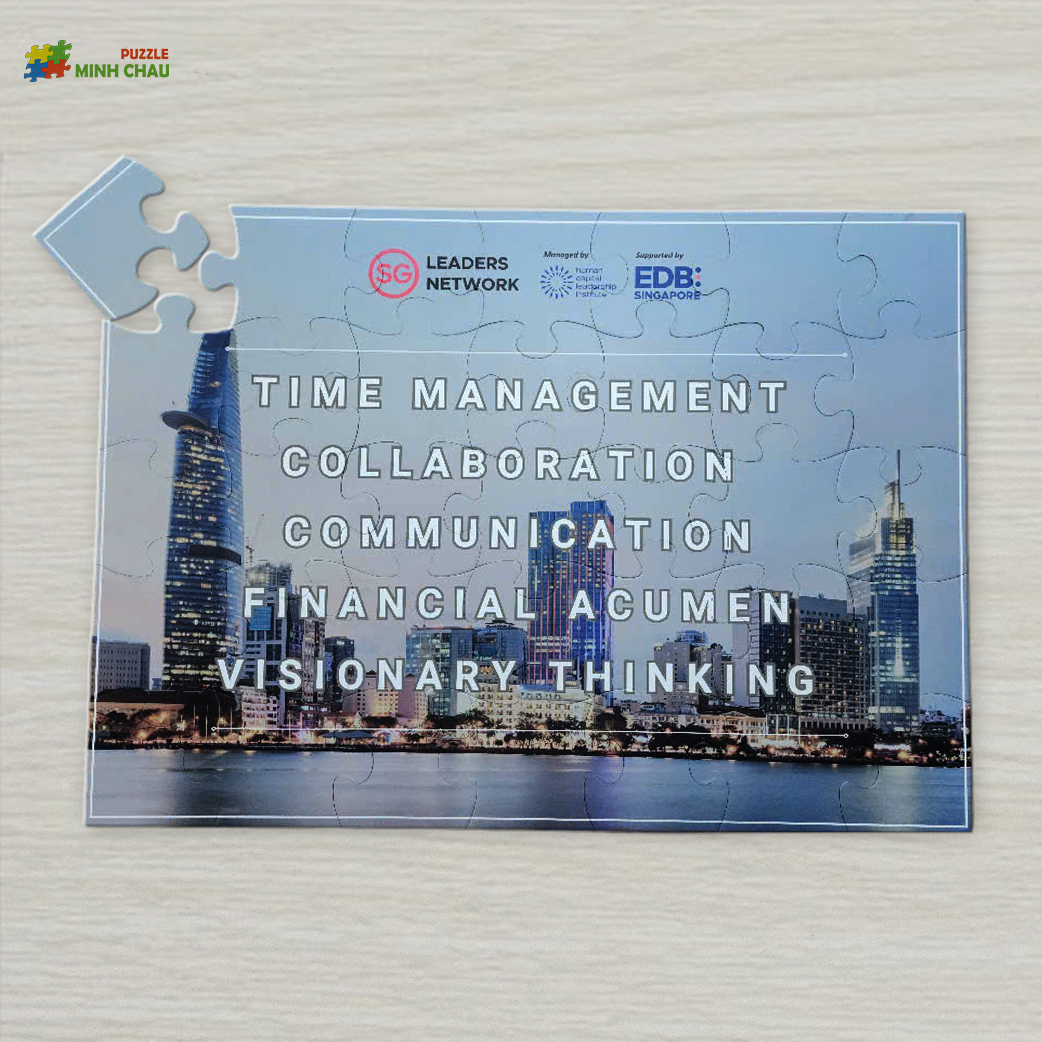 PUZZLE
MINH CHAU
SG
LEADERS
NETWORK
Managed by
human
capital
leadership
institute
Supported by
EDB:
SINGAPORE
TIME MANAGEMENT
COLLABORATION
COMMUNICATION
FINANCIAL ACUMEN
VISIONARY THINKING